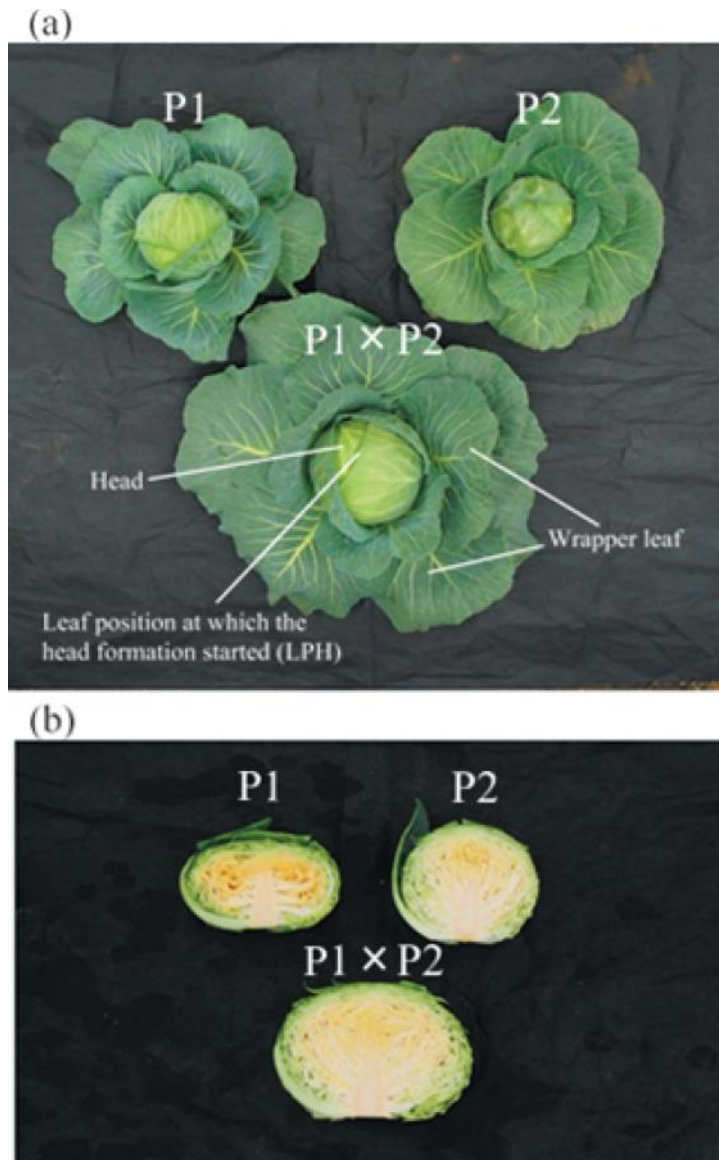 (a)
P1
P2
P1 × P2
Head
Wrapper leaf
Leaf position at which the
head formation started (LPH)
(b)
P1
P2
P1 × P2